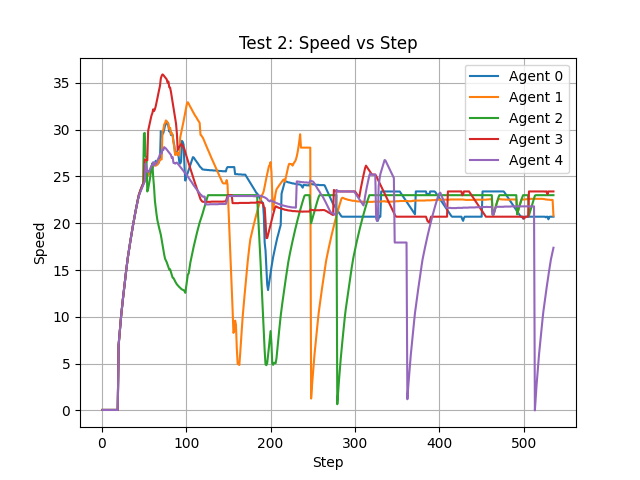 Test 2: Speed vs Step
Agent 0
Agent 1
Agent 2
Agent 3
Agent 4
35
30
25
20
15
10
5
0
Speed
0 100 200 300 400 500
Step